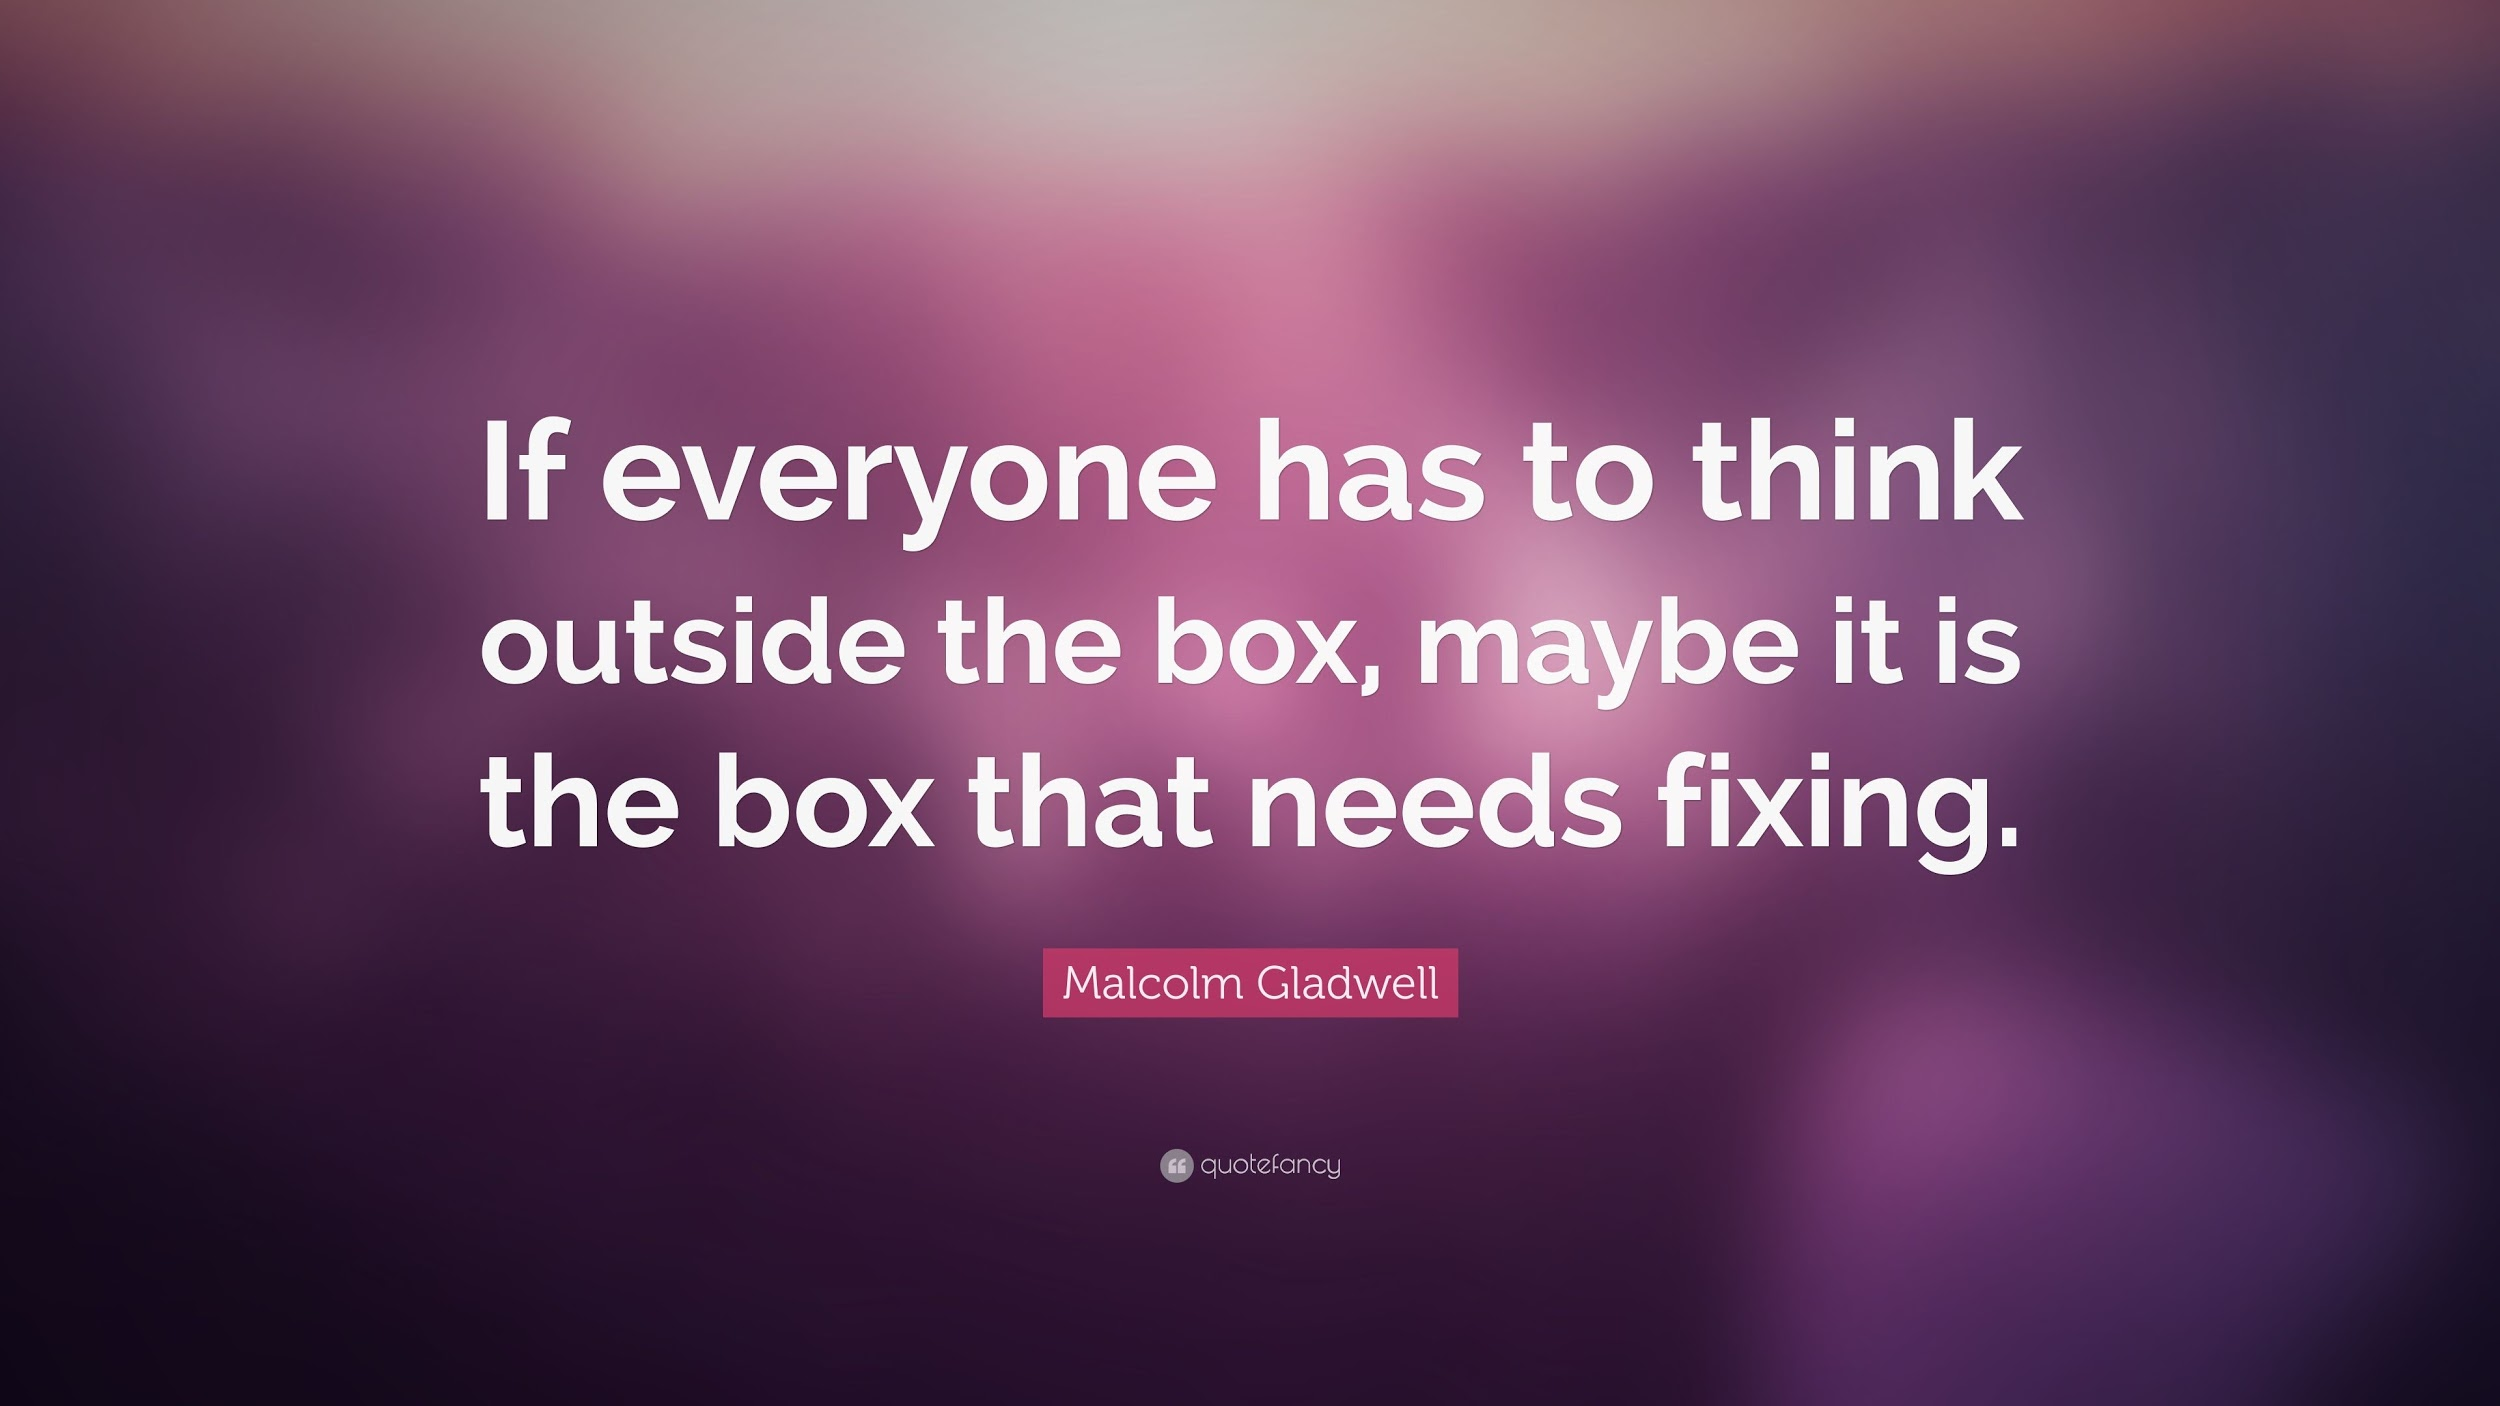 If everyone has to think
outside the box, maybe it is
the box that needs fixing.
Malcolm Gladwell
quotefancy